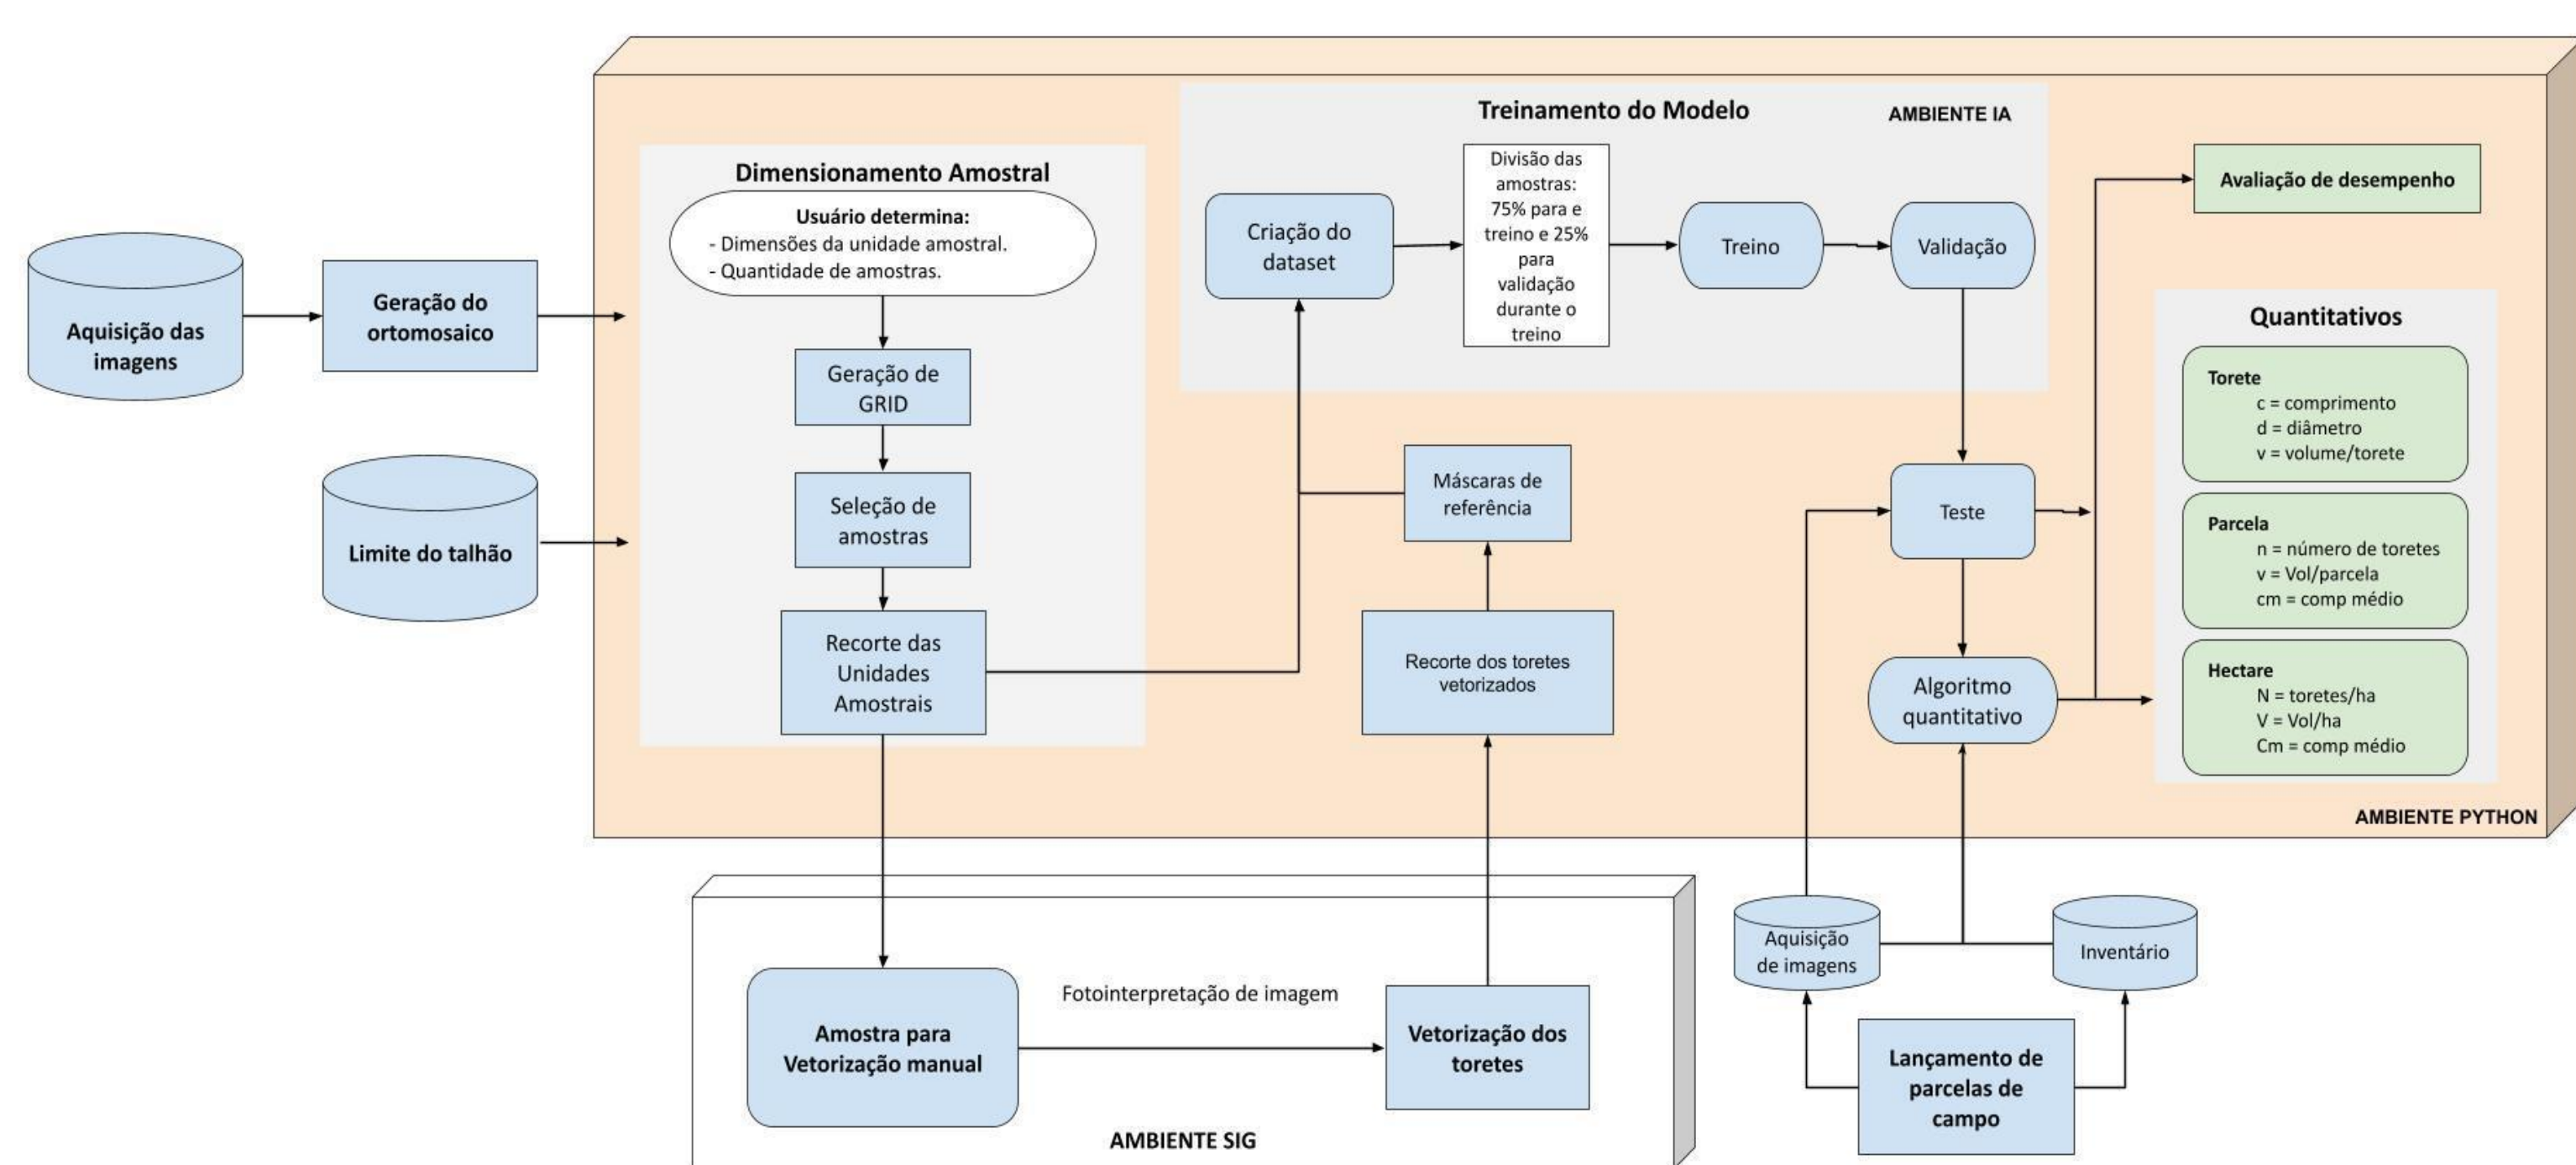 Aquisição das
imagens
Geração do
ortomosaico
Limite do talhão
Dimensionamento Amostral
Usuário determina:
- Dimensões da unidade amostral.
- Quantidade de amostras.
Geração de
GRID
Seleção de
amostras
Recorte das
Unidades
Amostrais
Treinamento do Modelo
AMBIENTE IA
Criação do
dataset
Divisão das
amostras:
75% para e
treino e 25%
para
validação
durante o
treino
Treino
Validação
Máscaras de
referência
Recorte dos toretes
vetorizados
Teste
Algoritmo
quantitativo
Avaliação de desempenho
Quantitativos
Torete
c = comprimento
d = diâmetro
v = volume/torete
Parcela
n = número de toretes
v = Vol/parcela
cm = comp médio
Hectare
N = toretes/ha
V = Vol/ha
Cm = comp médio
AMBIENTE PYTHON
Amostra para
Vetorização manual
Fotointerpretação de imagem
Vetorização dos
toretes
AMBIENTE SIG
Aquisição
de imagens
Inventário
Lançamento de
parcelas de
campo